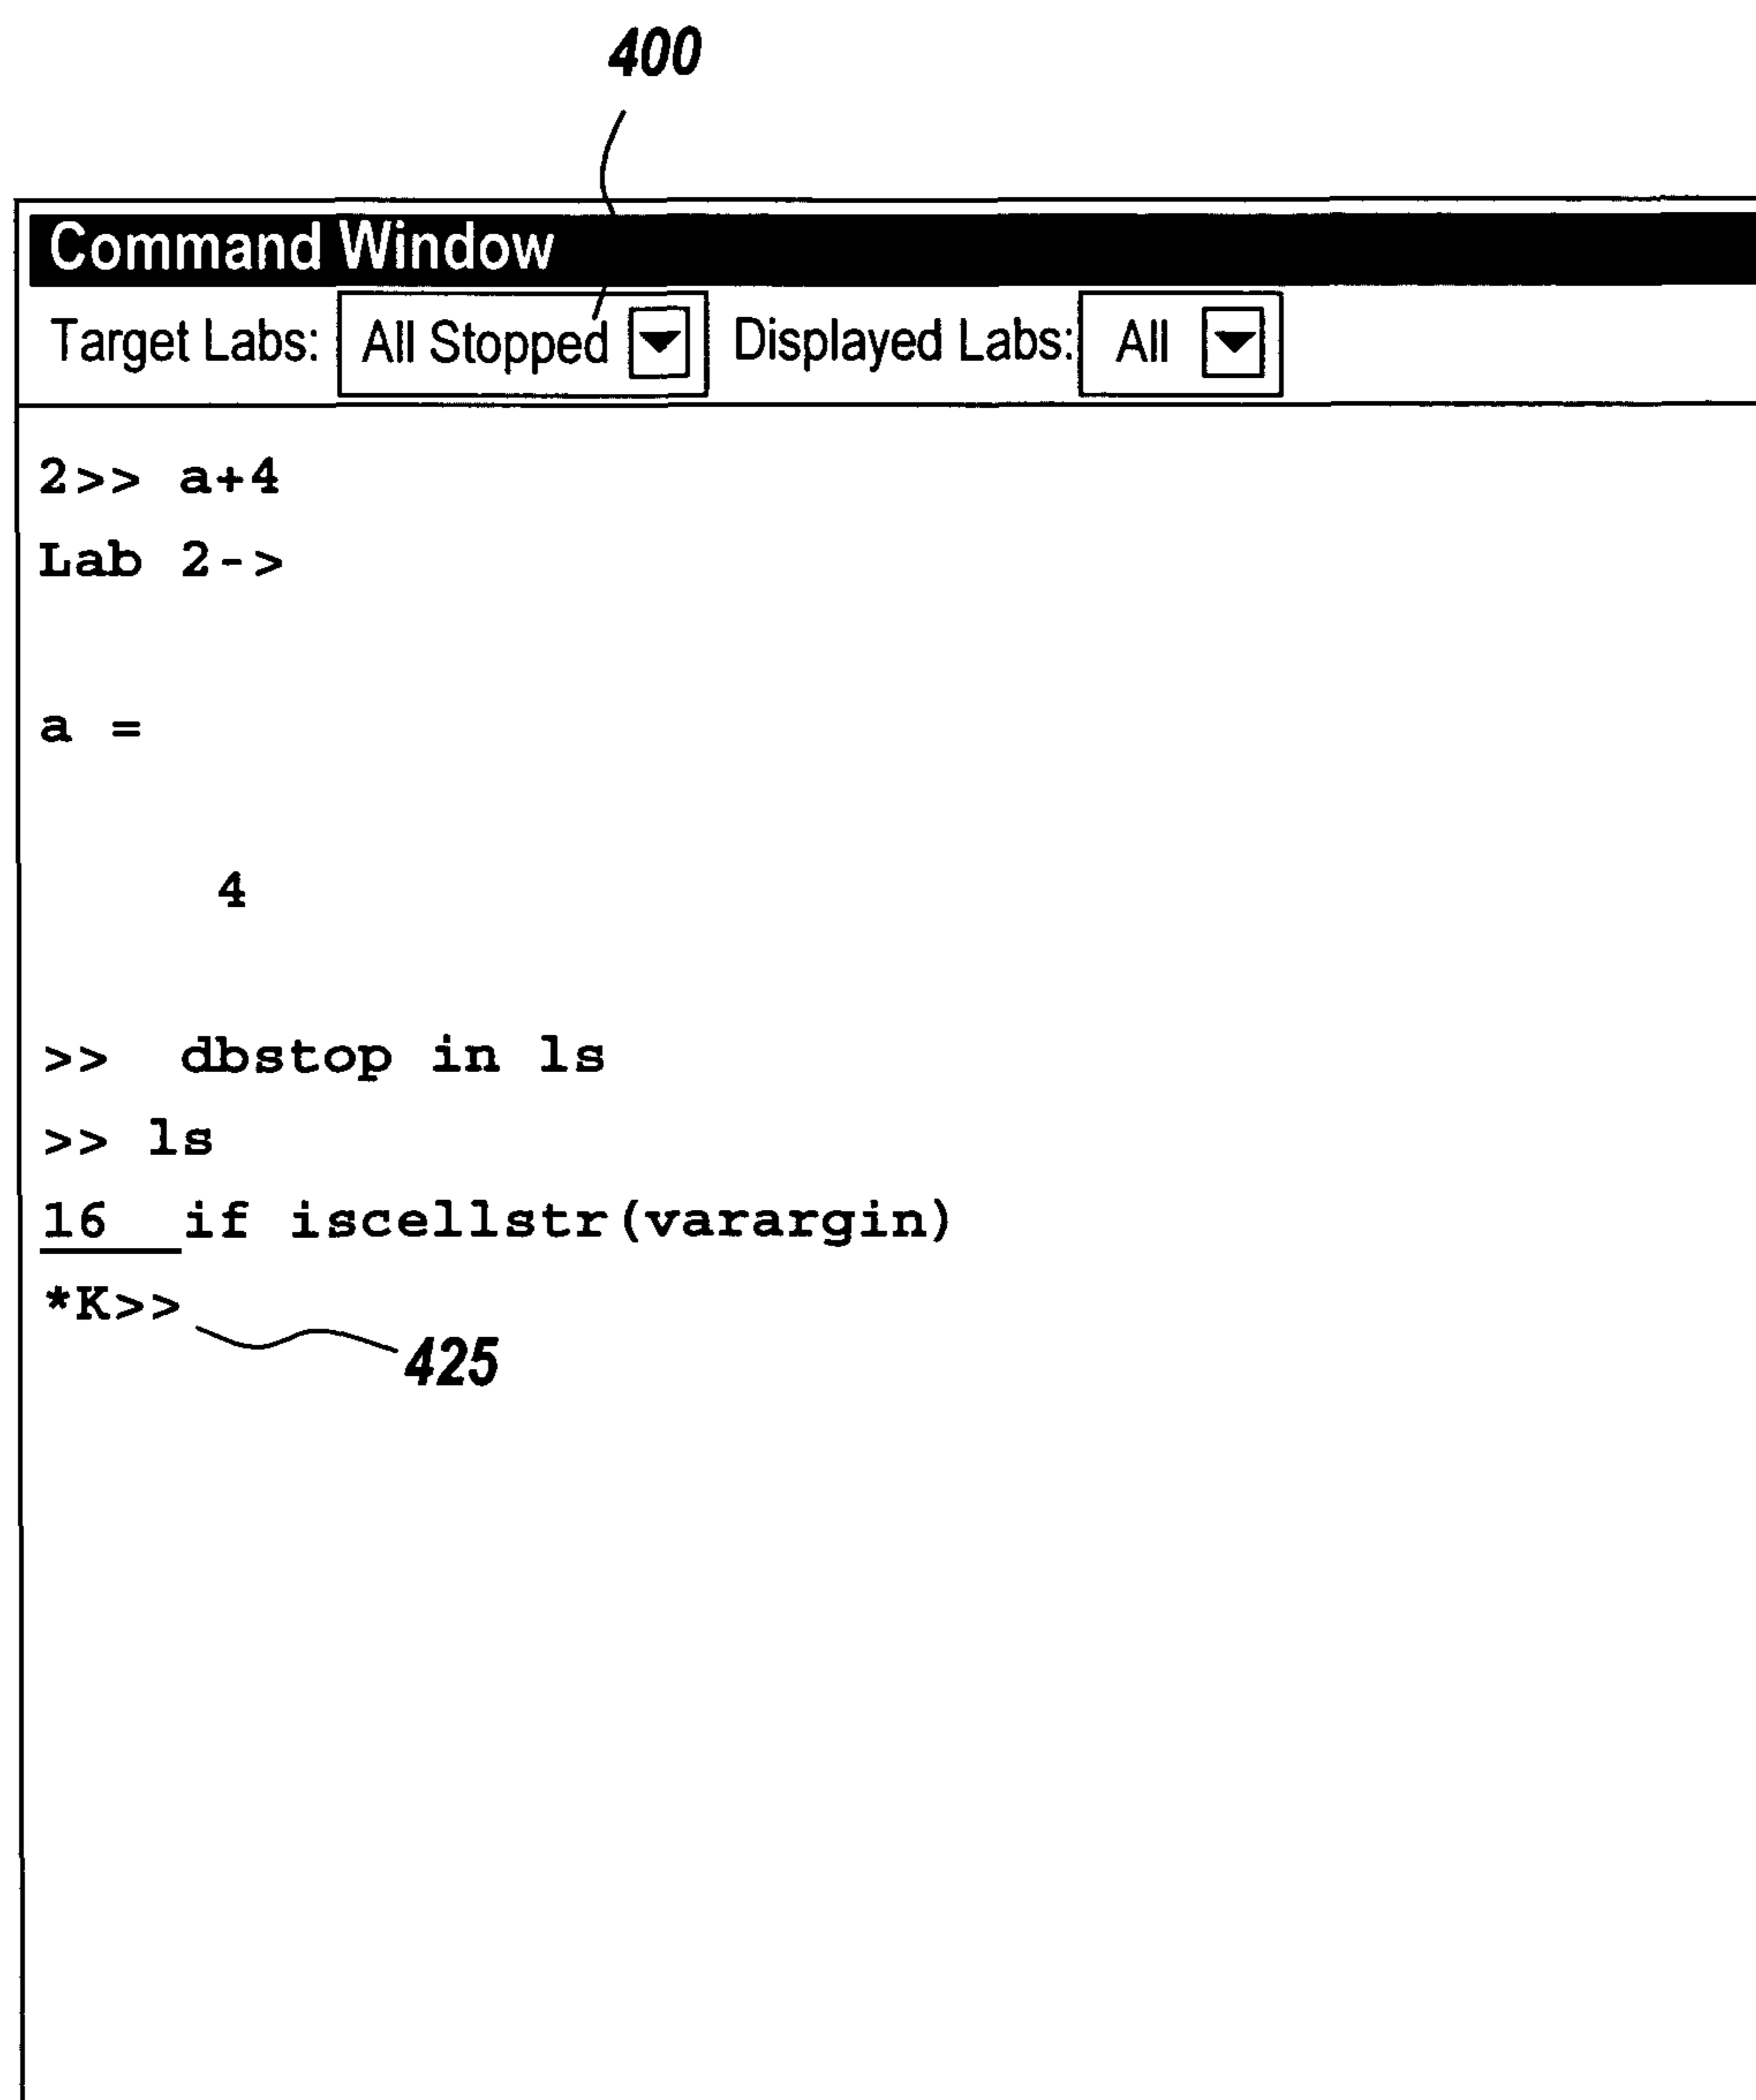 400
Command Window
Target Labs: All Stopped Displayed Labs: All
2>> a+4
Lab 2->
a =
4
>> dbstop in ls
>> ls
16 if iscellstr(varargin)
*K>>
425